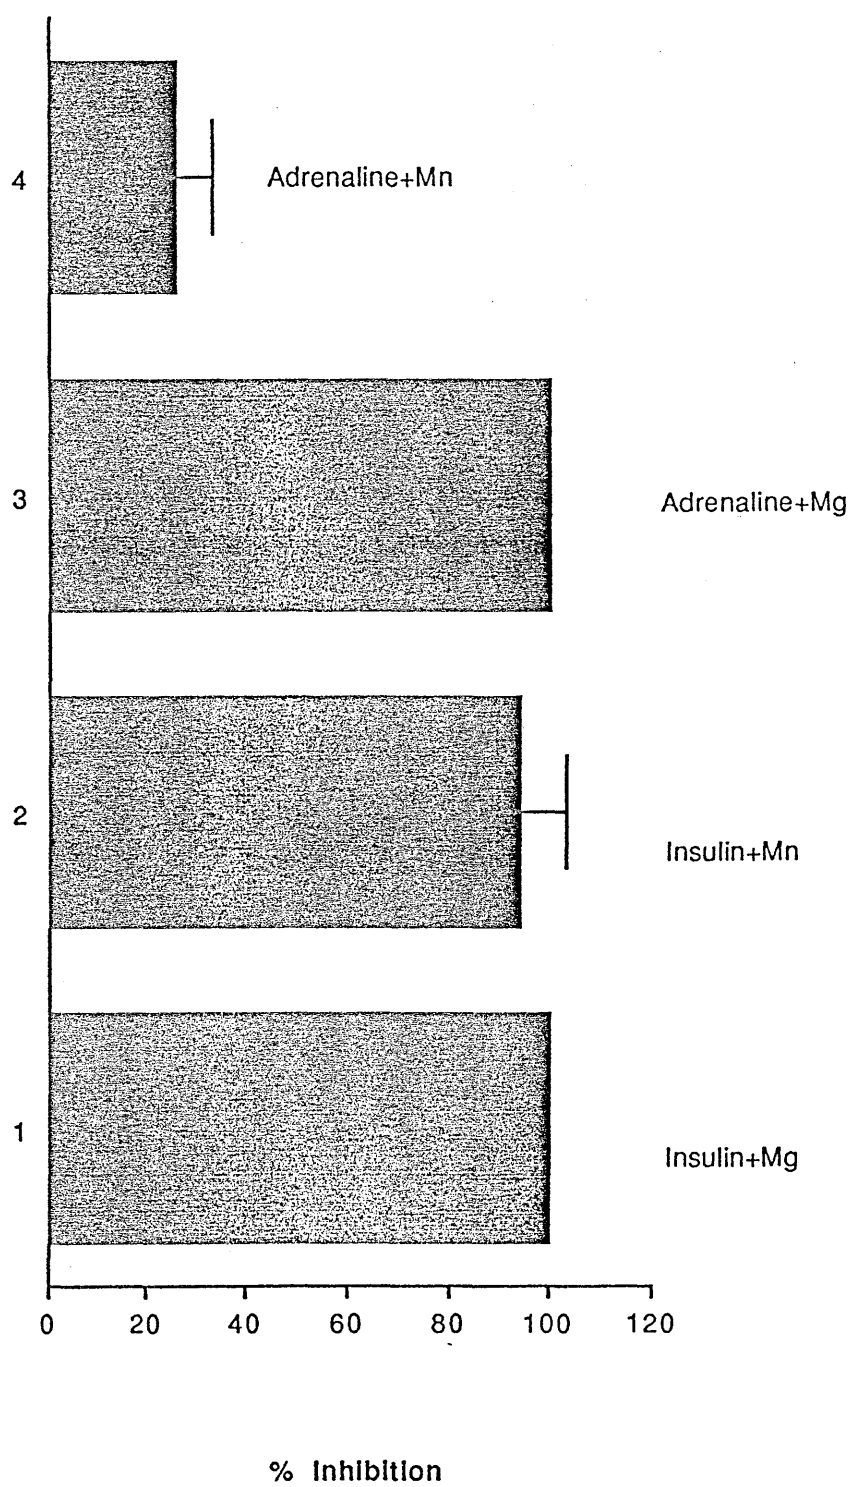 4 Adrenaline+Mn
3 Adrenaline+Mg
2 Insulin+Mn
1 Insulin+Mg
0 20 40 60 80 100 120
% Inhibition